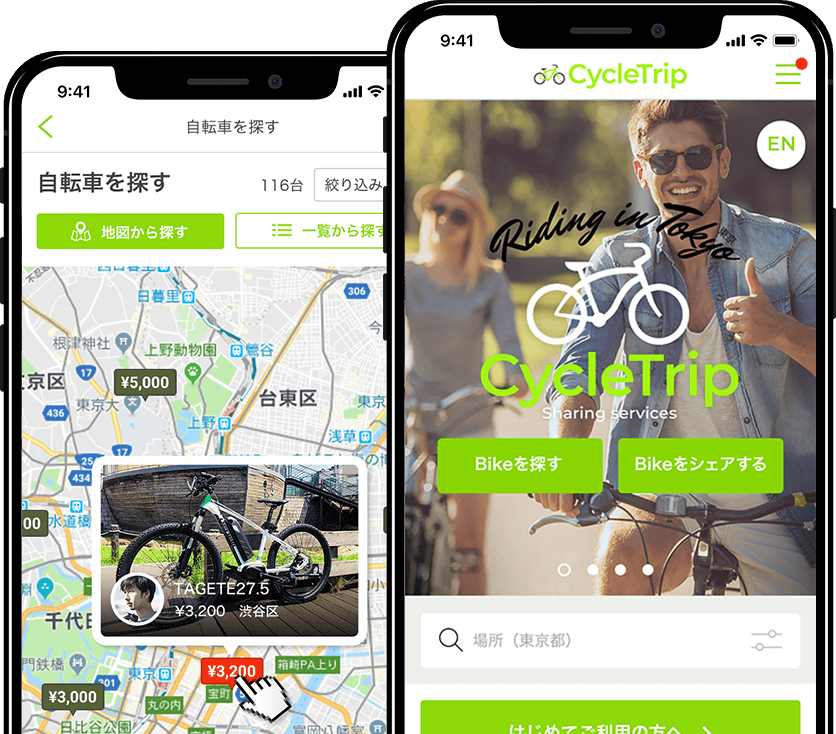 9:41
自転車を探す
自転車を探す
116台
絞り込み
地図から探す
一覧から探す
日暮里
306
根津神社
上野動物園
鶯谷
17
¥5,000
436
東京大
台東区
上野
浅草
17
434
00
水道橋
TAGETE27.5
¥3,200 渋谷区
千代田
¥3,200
箱崎PA上り
東京
宝町
301
¥3,000
丸の内
日比谷公園
9:41
CycleTrip
EN
Riding in Tokyo
東京
CycleTrip
Sharing services
Bikeを探す
Bikeをシェアする
場所（東京都）
はじめてご利用の方へ